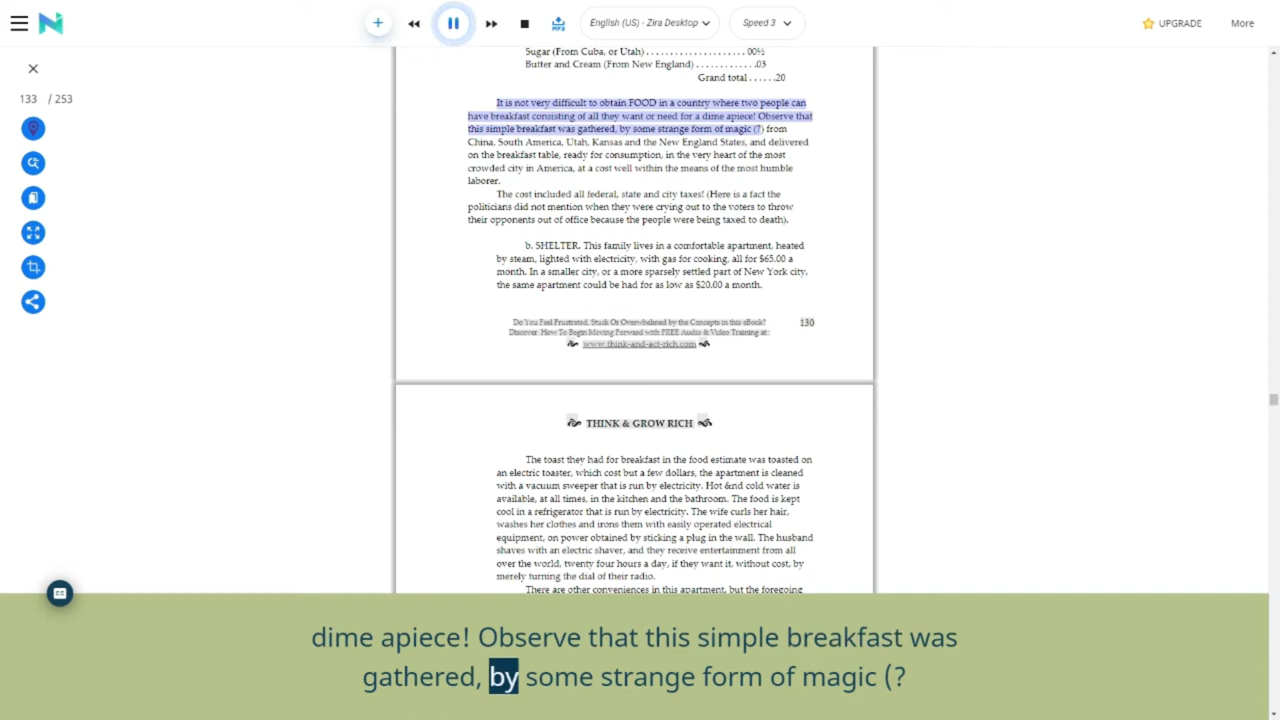 English (US) - Zira Desktop
Speed 3
UPGRADE
More
133 / 253
Sugar (From Cuba, or Utah) . . . . . . . . . . . . . . . . . . . . 00½
Butter and Cream (From New England) . . . . . . . . . . . .03
Grand total . . . . . .20
It is not very difficult to obtain FOOD in a country where two people can
have breakfast consisting of all they want or need for a dime apiece! Observe that
this simple breakfast was gathered, by some strange form of magic (?) from
China, South America, Utah, Kansas and the New England States, and delivered
on the breakfast table, ready for consumption, in the very heart of the most
crowded city in America, at a cost well within the means of the most humble
laborer.
The cost included all federal, state and city taxes! (Here is a fact the
politicians did not mention when they were crying out to the voters to throw
their opponents out of office because the people were being taxed to death).
b. SHELTER. This family lives in a comfortable apartment, heated
by steam, lighted with electricity, with gas for cooking, all for $65.00 a
month. In a smaller city, or a more sparsely settled part of New York city,
the same apartment could be had for as low as $20.00 a month.
Do You Feel Frustrated, Stuck Or Overwhelmed by the Concepts in this eBook?
130
Discover How To Begin Moving Forward with FREE Audio & Video Training at:
www.think-and-act-rich.com
THINK & GROW RICH
The toast they had for breakfast in the food estimate was toasted on
an electric toaster, which cost but a few dollars, the apartment is cleaned
with a vacuum sweeper that is run by electricity. Hot &nd cold water is
available, at all times, in the kitchen and the bathroom. The food is kept
cool in a refrigerator that is run by electricity. The wife curls her hair,
washes her clothes and irons them with easily operated electrical
equipment, on power obtained by sticking a plug in the wall. The husband
shaves with an electric shaver, and they receive entertainment from all
over the world, twenty four hours a day, if they want it, without cost, by
merely turning the dial of their radio.
There are other conveniences in this apartment, but the foregoing
CC
dime apiece! Observe that this simple breakfast was
gathered, by some strange form of magic (?